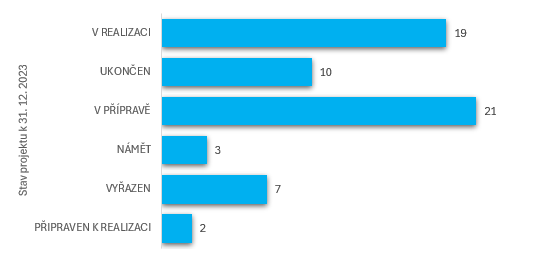 Stav projektu k 31. 12. 2023
V REALIZACI 19
UKONČEN 10
V PŘÍPRAVĚ 21
NÁMĚT 3
VYŘAZEN 7
PŘIPRAVEN K REALIZACI 2